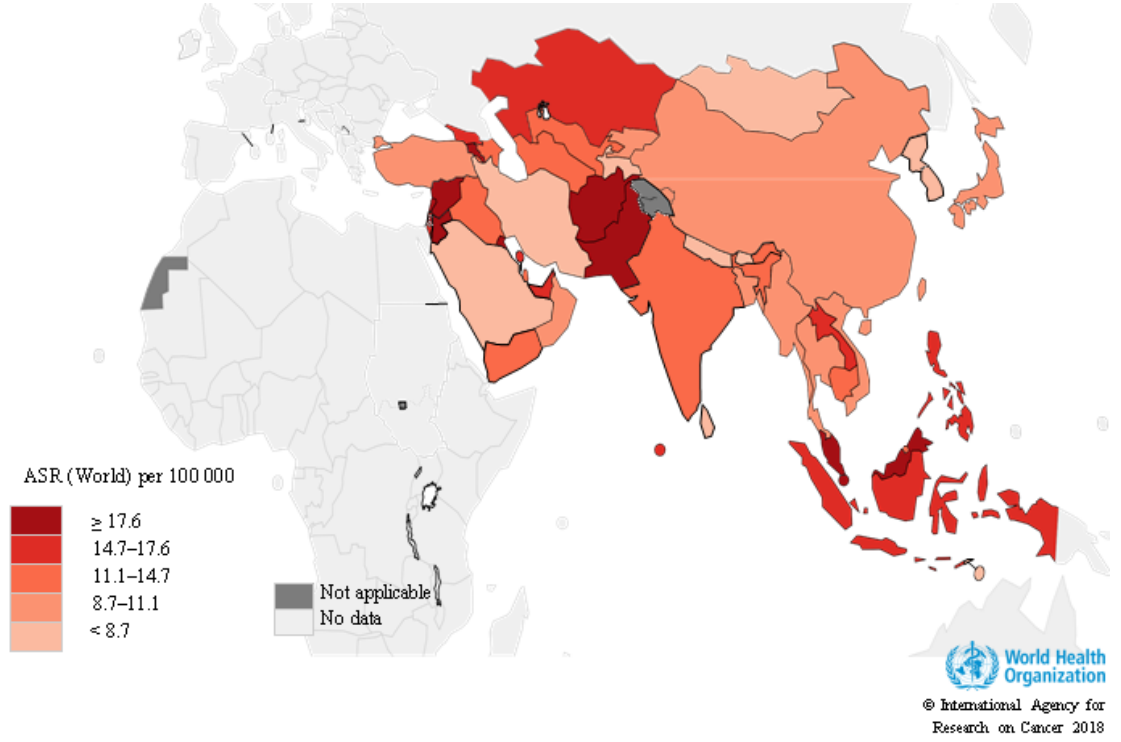 ASR (World) per 100 000
≥ 17.6
14.7–17.6
11.1–14.7
8.7–11.1
< 8.7
Not applicable
No data
World Health
Organization
© International Agency for
Research on Cancer 2018